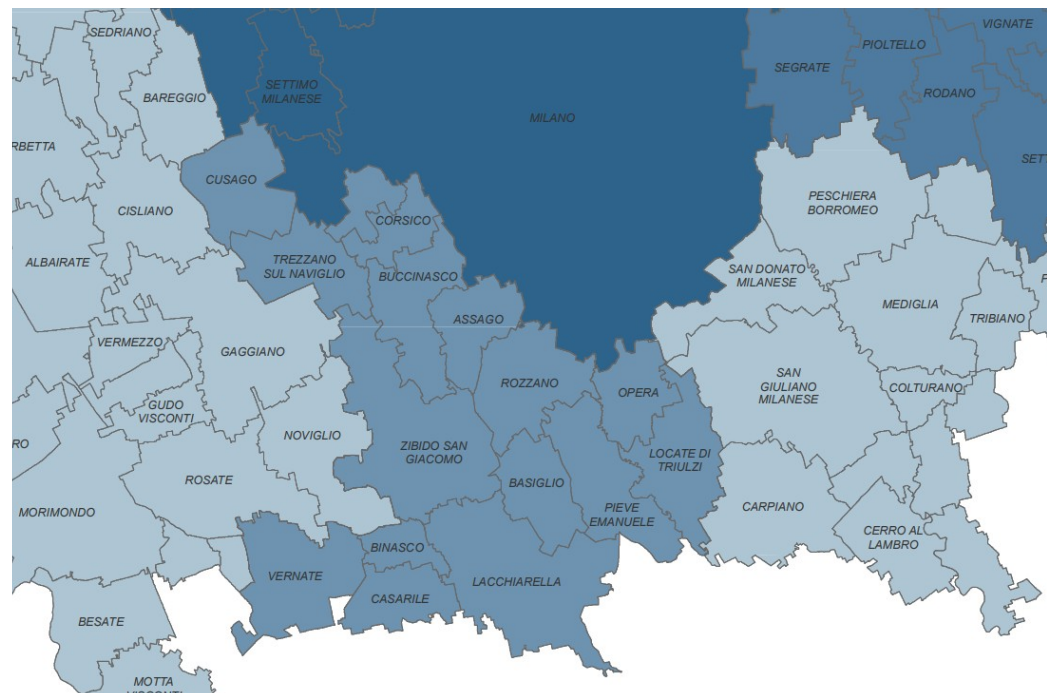 SEDRIANO
VIGNATE
PIOLTELLO
SEGRATE
SETTIMO
MILANESE
RODANO
BAREGGIO
MILANO
RBETTA
SETT
CUSAGO
PESCHIERA
BORROMEO
CISLIANO
CORSICO
ALBAIRATE
TREZZANO
SUL NAVIGLIO
BUCCINASCO
SAN DONATO
MILANESE
MEDIGLIA
ASSAGO
TRIBIANO
VERMEZZO
GAGGIANO
SAN
GIULIANO
MILANESE
ROZZANO
OPERA
COLTURANO
GUDO
VISCONTI
RO
NOVIGLIO
ZIBIDO SAN
GIACOMO
LOCATE DI
TRIULZI
ROSATE
BASIGLIO
MORIMONDO
PIEVE
EMANUELE
CARPIANO
CERRO AL
LAMBRO
BINASCO
VERNATE
LACCHIARELLA
CASARILE
BESATE
MOTTA
VISCONTI